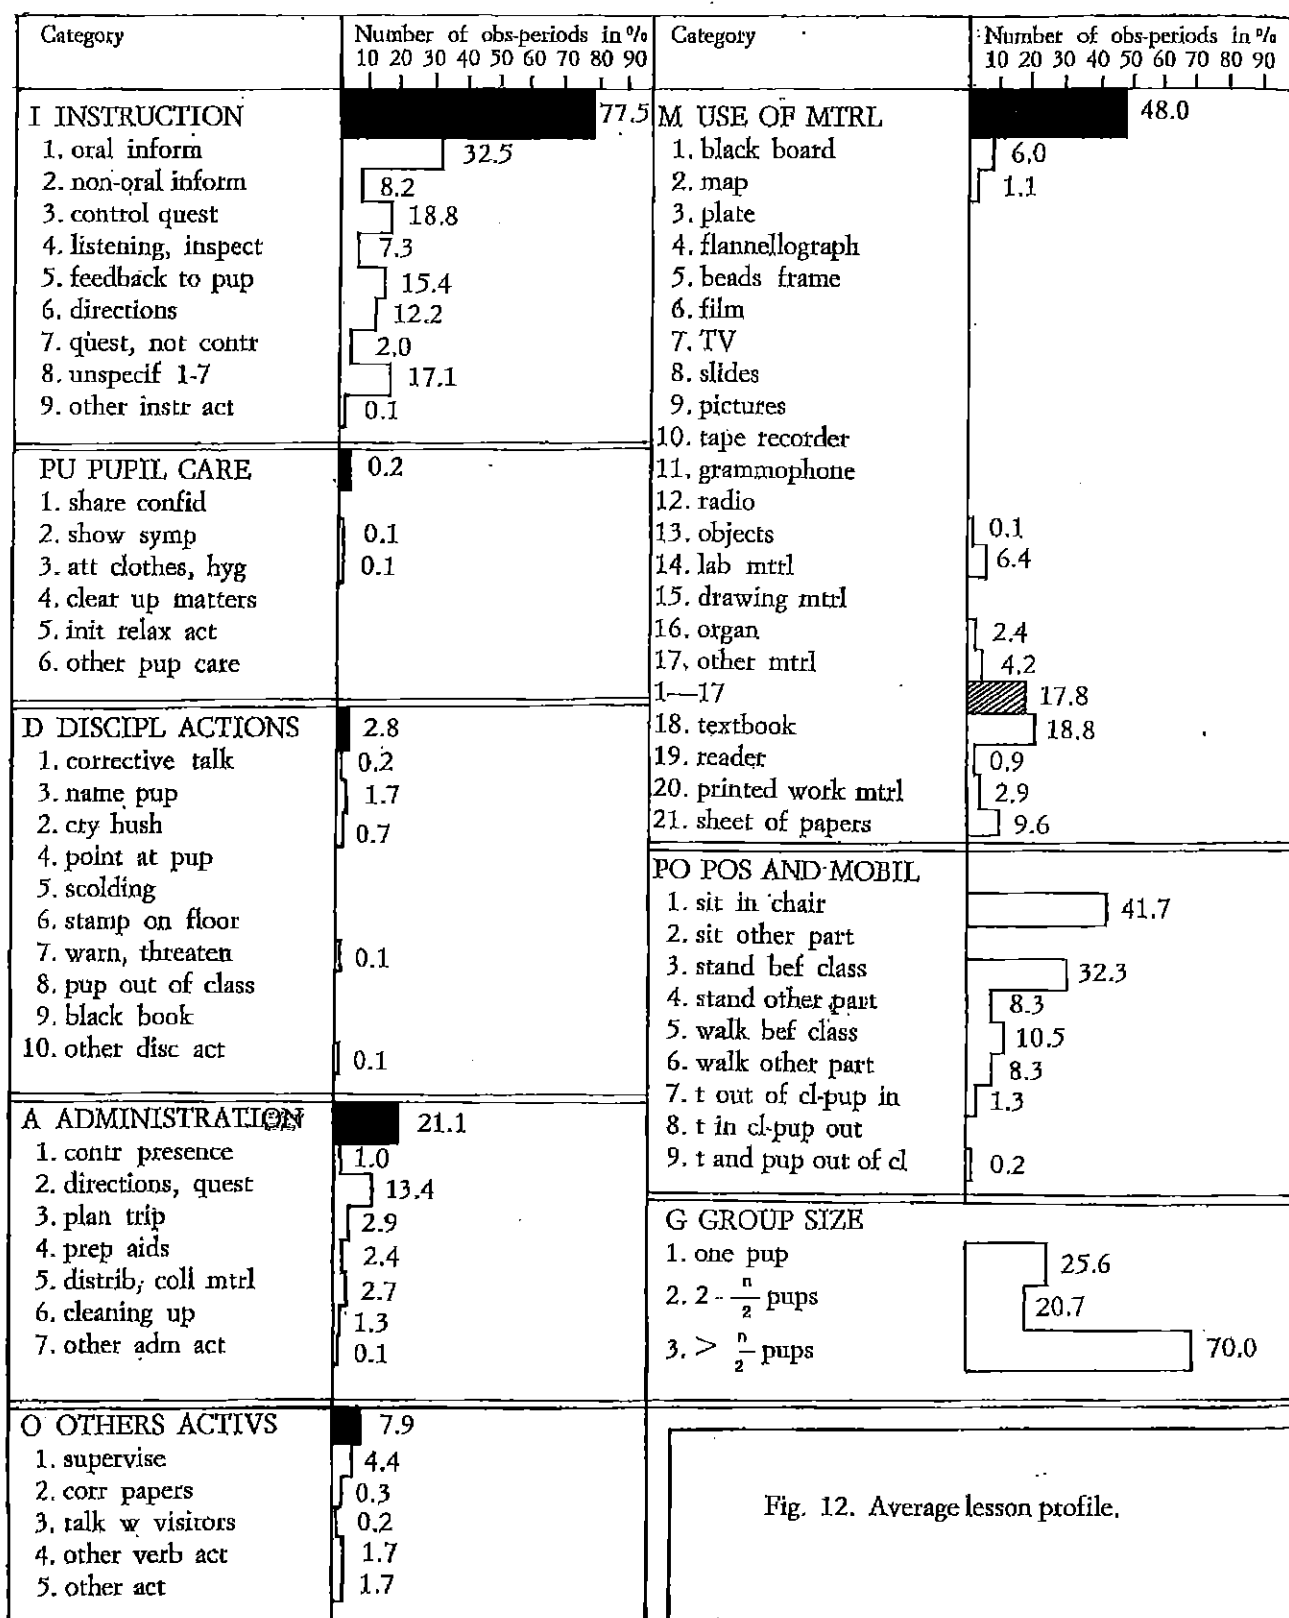 Category
Number of obs-periods in %
10 20 30 40 50 60 70 80 90
I INSTRUCTION 77.5
1. oral inform 32.5
2. non-oral inform 8.2
3. control quest 18.8
4. listening, inspect 7.3
5. feedback to pup 15.4
6. directions 12.2
7. quest, not contr 2.0
8. unspecif 1-7 17.1
9. other instr act 0.1
PU PUPIL CARE 0.2
1. share confid
2. show symp 0.1
3. att clothes, hyg 0.1
4. clear up matters
5. init relax act
6. other pup care
D DISCIPL ACTIONS 2.8
1. corrective talk 0.2
3. name pup 1.7
2. cry hush 0.7
4. point at pup
5. scolding
6. stamp on floor
7. warn, threaten 0.1
8. pup out of class
9. black book
10. other disc act 0.1
A ADMINISTRATION 21.1
1. contr presence 1.0
2. directions, quest 13.4
3. plan trip 2.9
4. prep aids 2.4
5. distrib, coll mtrl 2.7
6. cleaning up 1.3
7. other adm act 0.1
O OTHERS ACTIVS 7.9
1. supervise 4.4
2. corr papers 0.3
3. talk w visitors 0.2
4. other verb act 1.7
5. other act 1.7
Category
Number of obs-periods in %
10 20 30 40 50 60 70 80 90
M USE OF MTRL 48.0
1. black board 6.0
2. map 1.1
3. plate
4. flannellograph
5. beads frame
6. film
7. TV
8. slides
9. pictures
10. tape recorder
11. grammophone
12. radio
13. objects 0.1
14. lab mtrl 6.4
15. drawing mtrl
16. organ 2.4
17. other mtrl 4.2
1—17 17.8
18. textbook 18.8
19. reader 0.9
20. printed work mtrl 2.9
21. sheet of papers 9.6
PO POS AND MOBIL
1. sit in chair 41.7
2. sit other part
3. stand bef class 32.3
4. stand other part 8.3
5. walk bef class 10.5
6. walk other part 8.3
7. t out of cl-pup in 1.3
8. t in cl-pup out
9. t and pup out of cl 0.2
G GROUP SIZE
1. one pup 25.6
2. 2 - n/2 pups 20.7
3. > n/2 pups 70.0
Fig. 12. Average lesson profile.